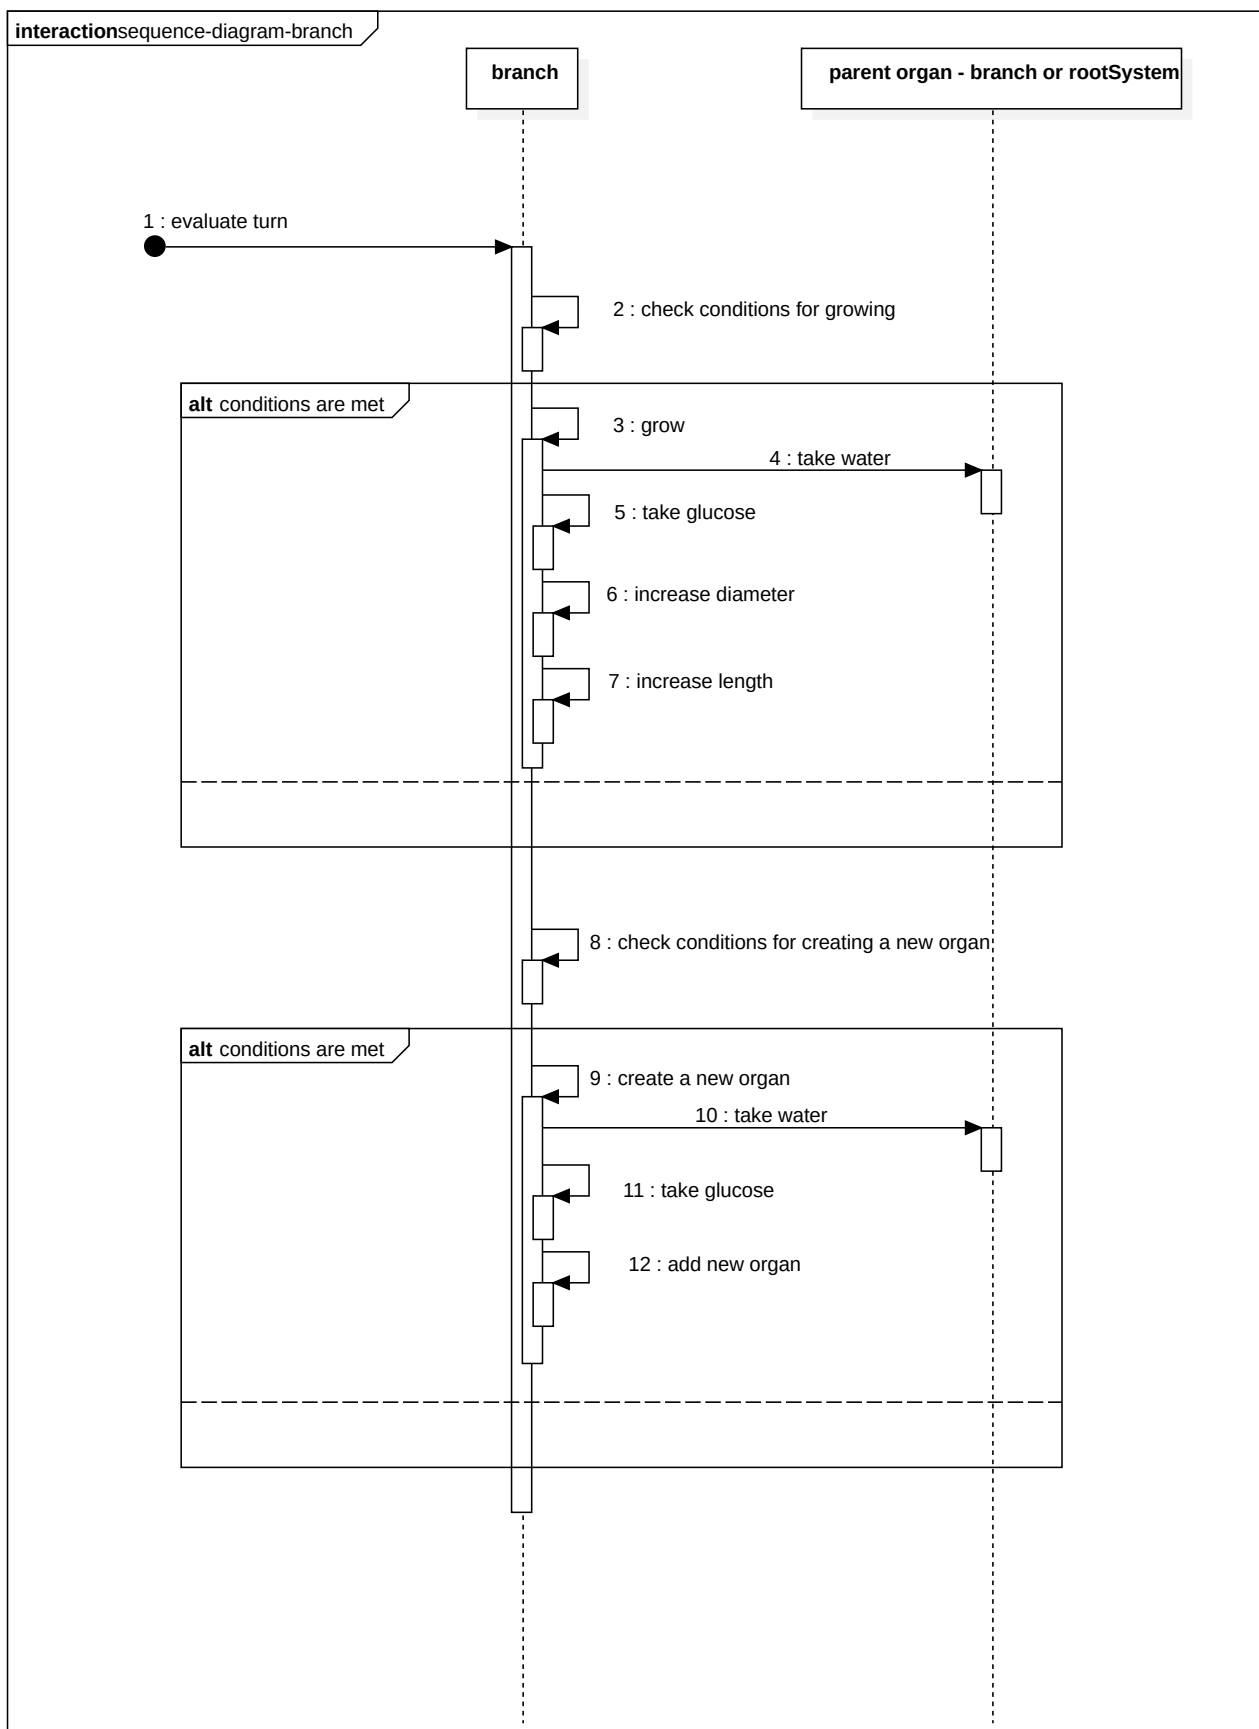 interactionsequence-diagram-branch
branch
parent organ - branch or rootSystem
1 : evaluate turn
2 : check conditions for growing
alt conditions are met
3 : grow
4 : take water
5 : take glucose
6 : increase diameter
7 : increase length
8 : check conditions for creating a new organ
alt conditions are met
9 : create a new organ
10 : take water
11 : take glucose
12 : add new organ